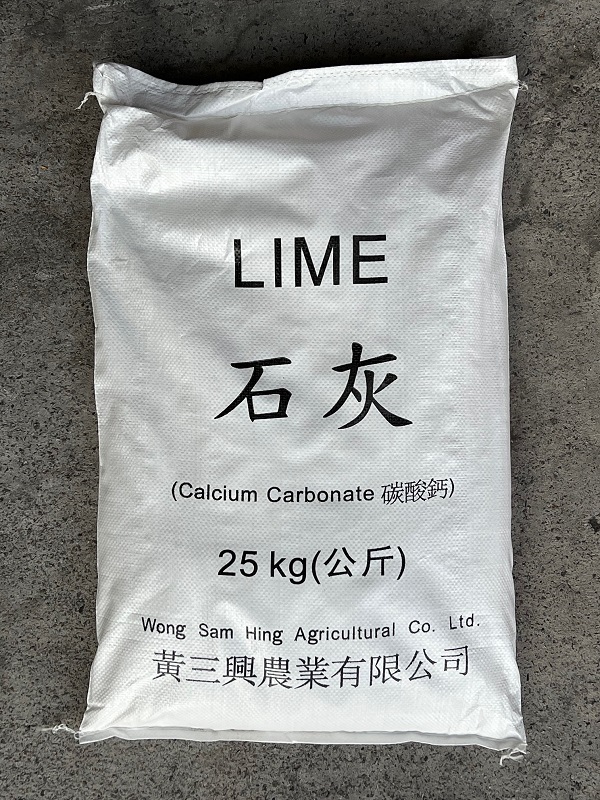 LIME
石灰
(Calcium Carbonate 碳酸鈣)
25 kg(公斤)
Wong Sam Hing Agricultural Co. Ltd.
黃三興農業有限公司